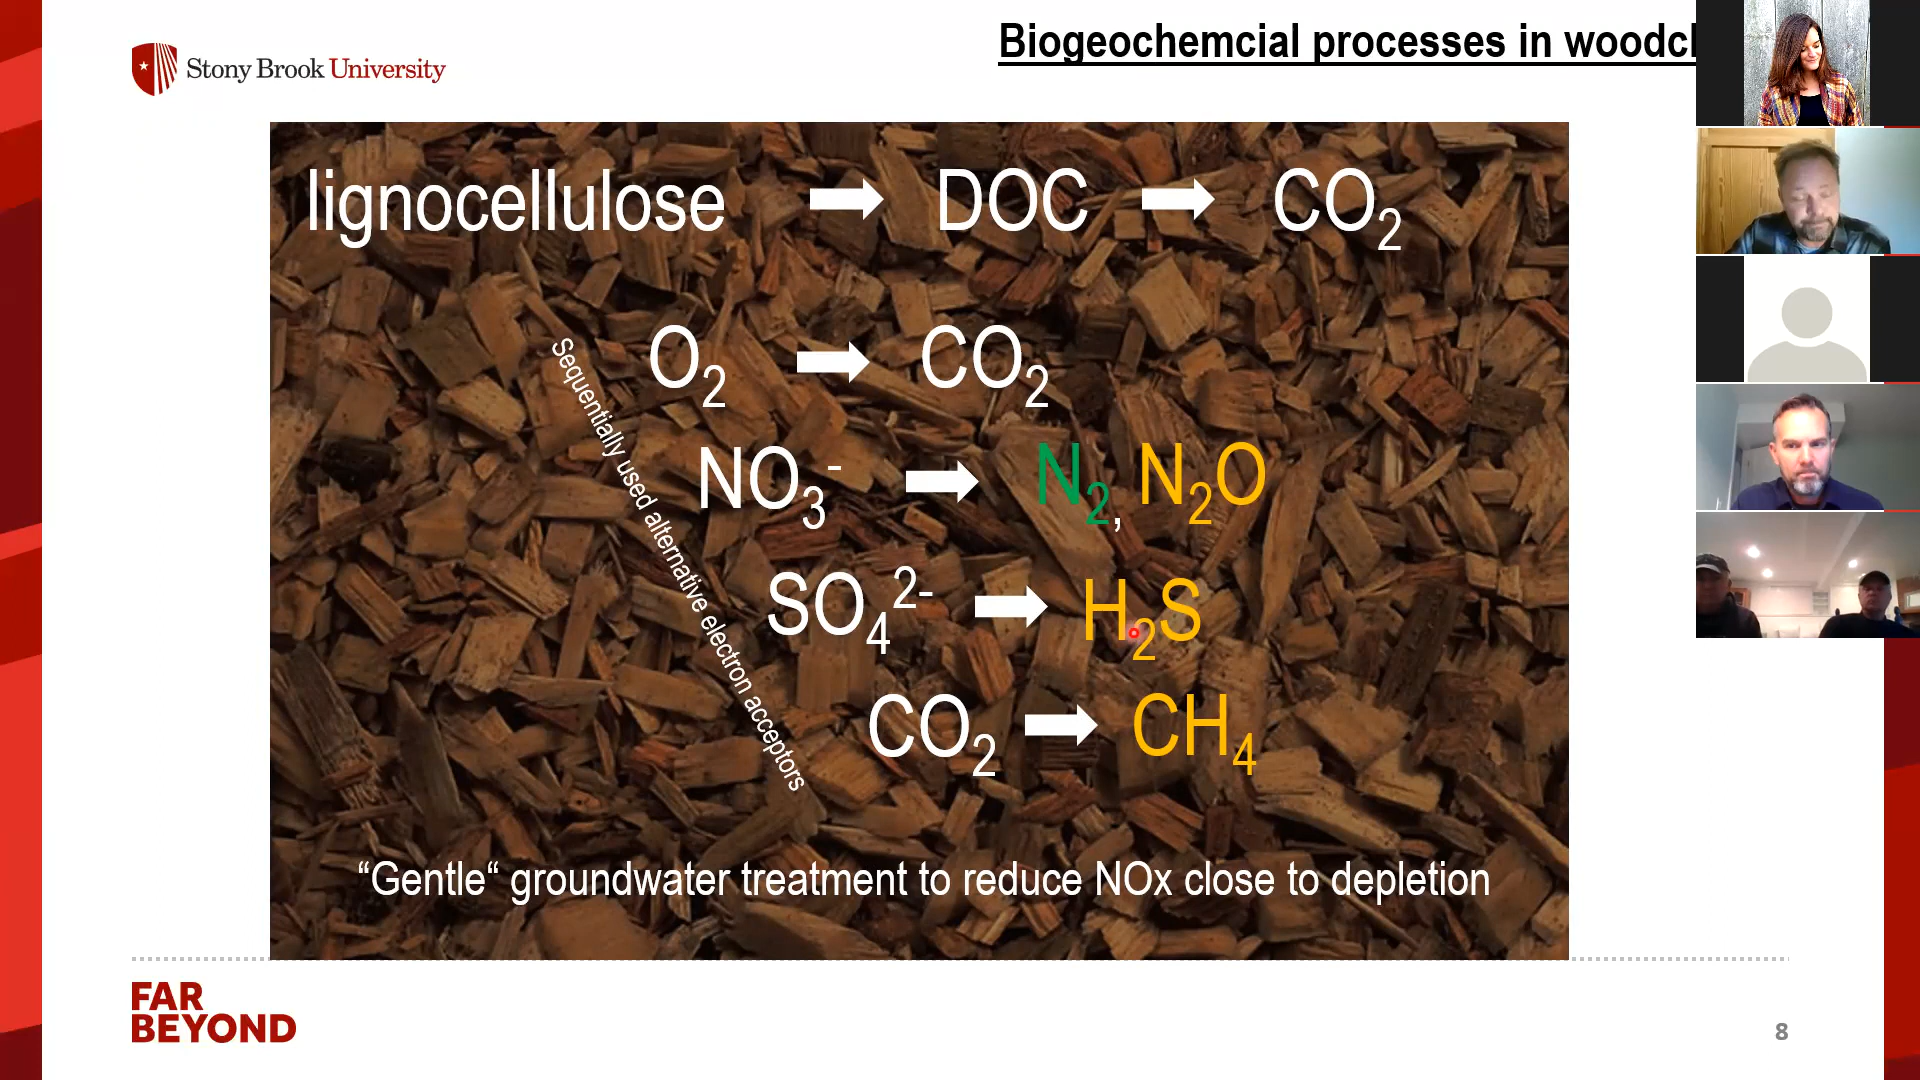 Stony Brook University
Biogeochemcial processes in woodcl
lignocellulose → DOC → CO₂
O₂ → CO₂
NO₃⁻ → N₂, N₂O
SO₄²⁻ → H₂S
CO₂ → CH₄
Sequentially used alternative electron acceptors
“Gentle“ groundwater treatment to reduce NOx close to depletion
FAR
BEYOND
8